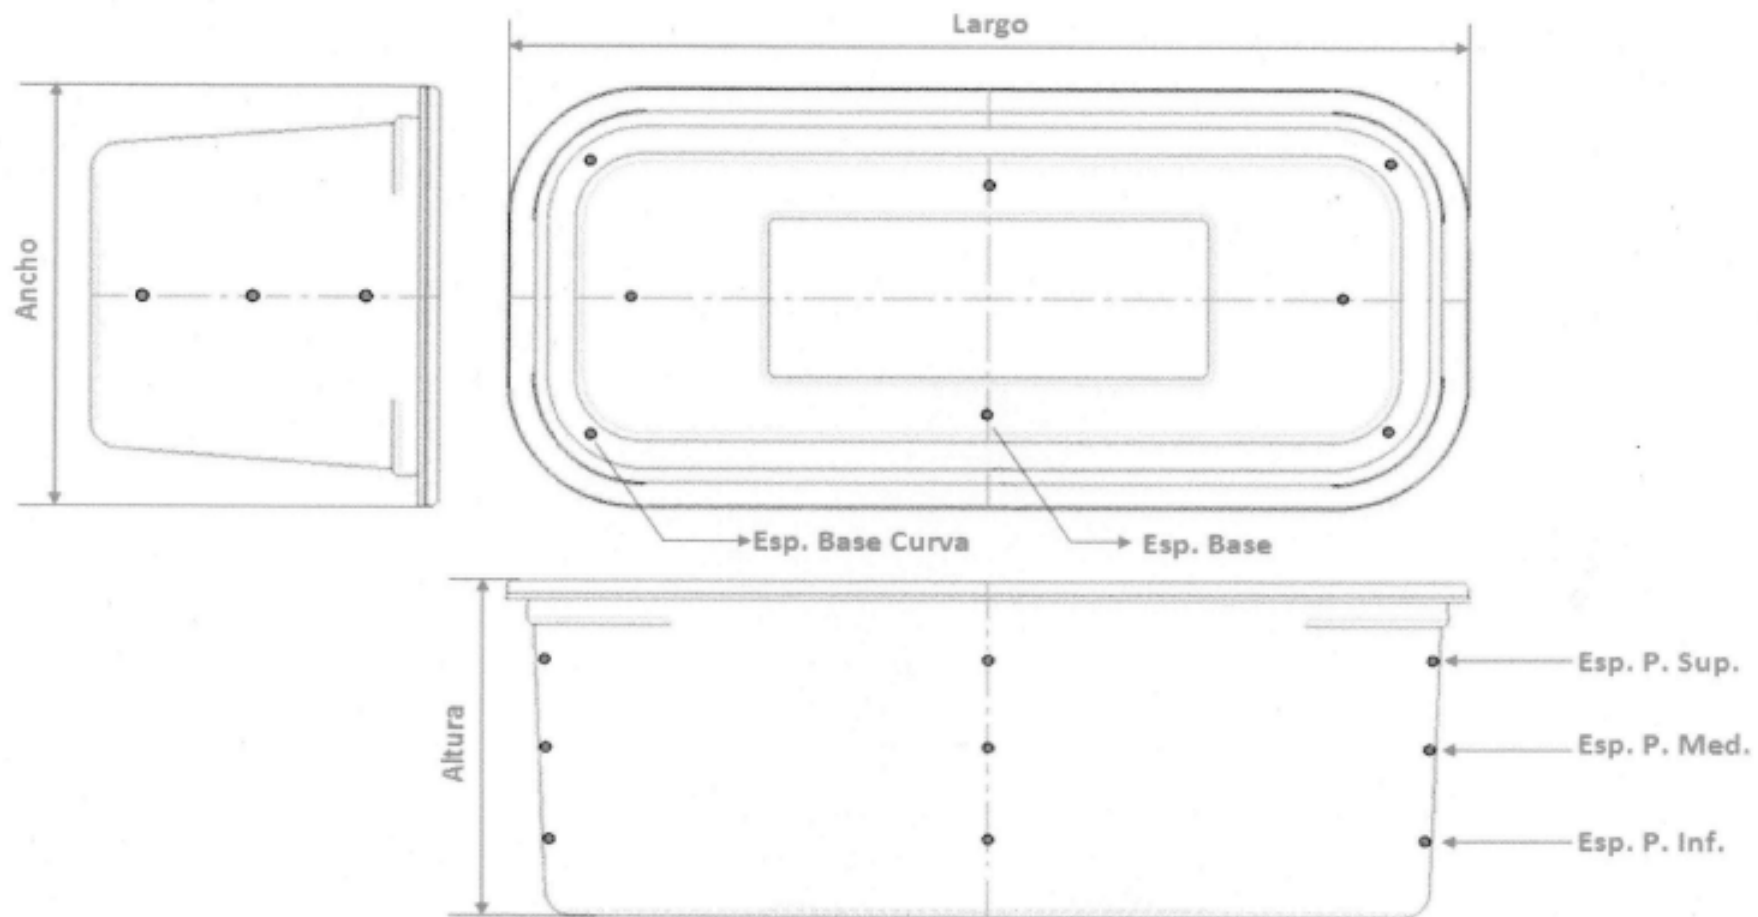 Largo
Ancho
Esp. Base Curva
Esp. Base
Altura
Esp. P. Sup.
Esp. P. Med.
Esp. P. Inf.